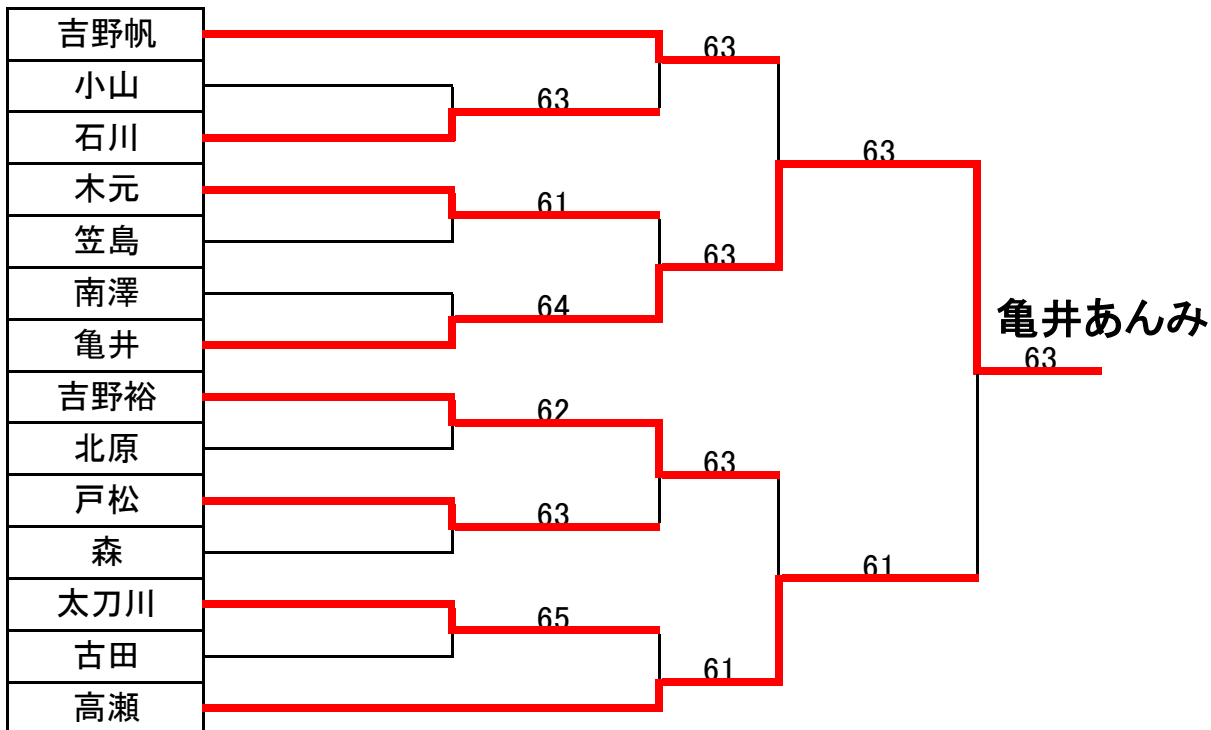 吉野帆
小山
石川
木元
笠島
南澤
亀井
吉野裕
北原
戸松
森
太刀川
古田
高瀬
63
61
64
62
63
65
63
63
63
61
63
61
亀井あんみ
63